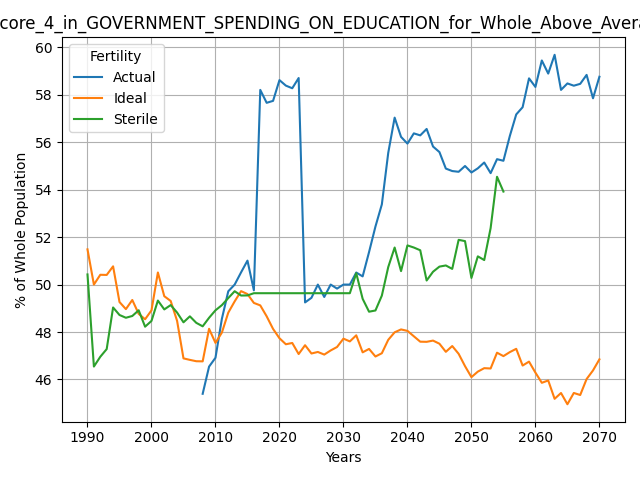 core_4_in_GOVERNMENT_SPENDING_ON_EDUCATION_for_Whole_Above_Avera
Fertility
Actual
Ideal
Sterile
% of Whole Population
60
58
56
54
52
50
48
46
1990 2000 2010 2020 2030 2040 2050 2060 2070
Years